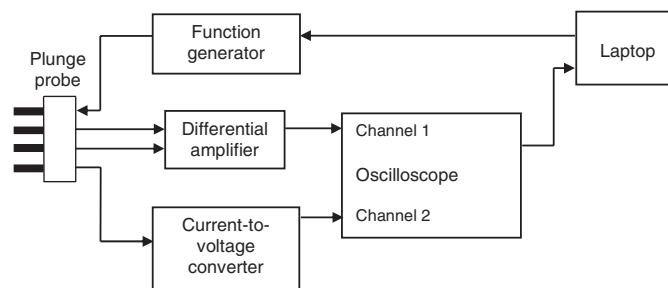 Function
generator
Laptop
Plunge
probe
Differential
amplifier
Channel 1
Oscilloscope
Channel 2
Current-to-
voltage
converter